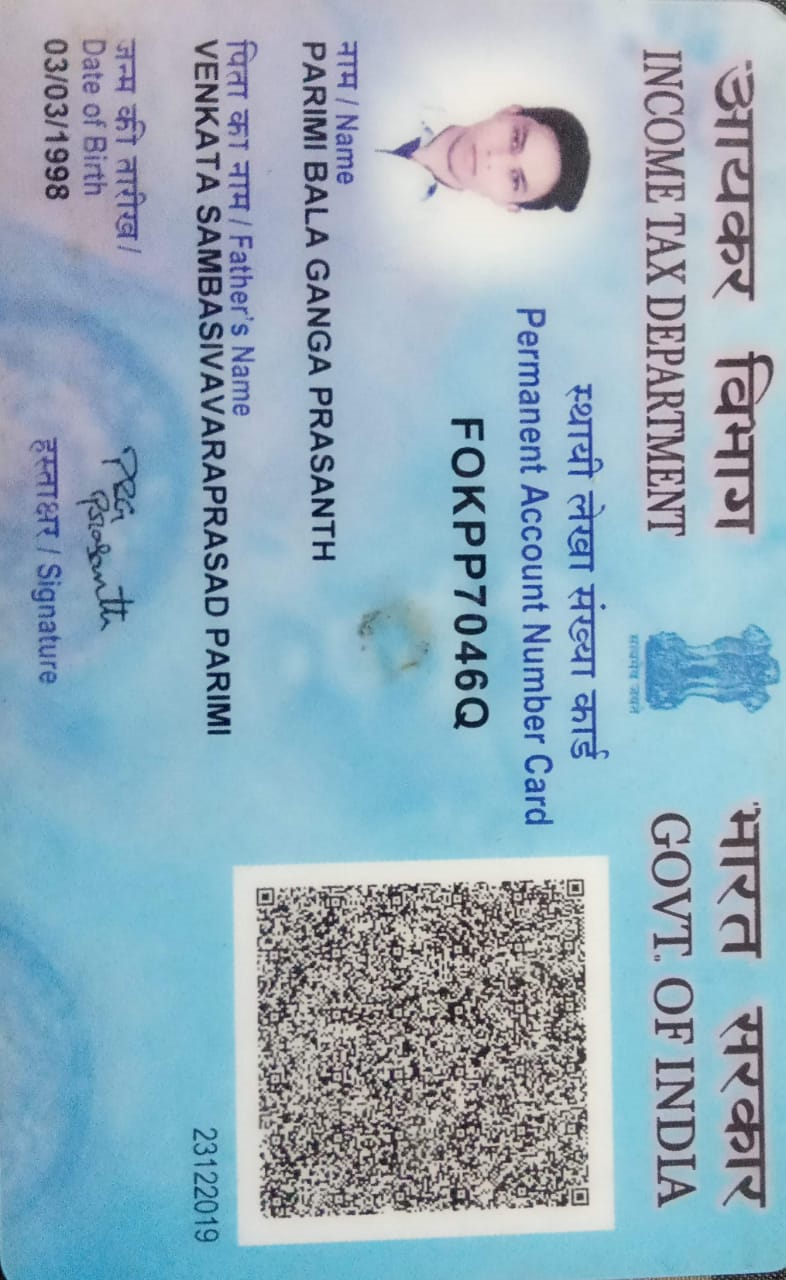 आयकर विभाग
INCOME TAX DEPARTMENT
सत्यमेव जयते
भारत सरकार
GOVT. OF INDIA
स्थायी लेखा संख्या कार्ड
Permanent Account Number Card
FOKPP7046Q
नाम / Name
PARIMI BALA GANGA PRASANTH
पिता का नाम / Father's Name
VENKATA SAMBASIVAVARAPRASAD PARIMI
जन्म की तारीख /
Date of Birth
03/03/1998
PBG
Prasanth
हस्ताक्षर / Signature
23122019